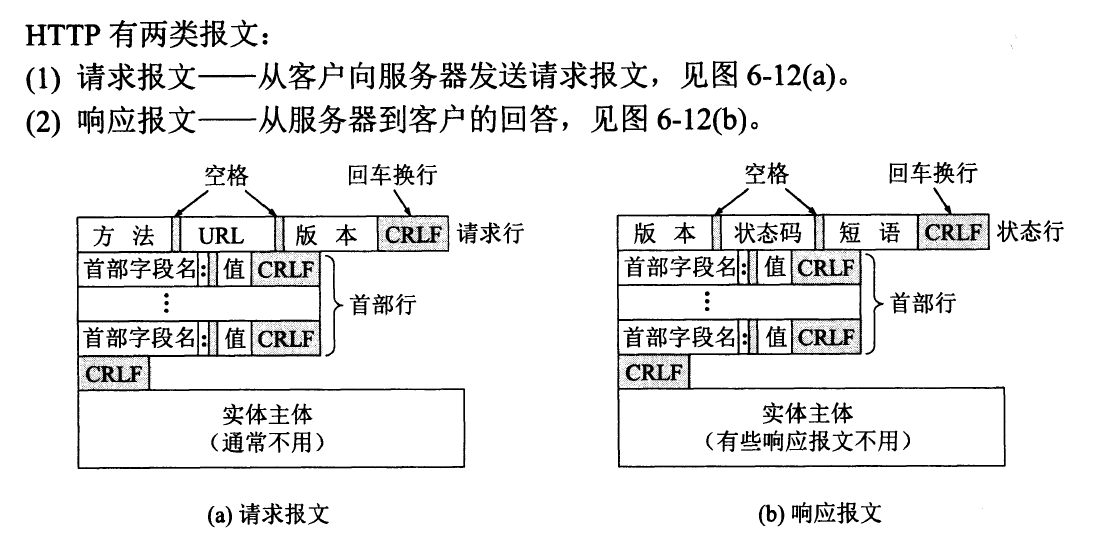 HTTP 有两类报文：
(1) 请求报文——从客户向服务器发送请求报文，见图 6-12(a)。
(2) 响应报文——从服务器到客户的回答，见图 6-12(b)。
空格 回车换行
方 法 URL 版 本 CRLF 请求行
首部字段名 : 值 CRLF
⋮ 首部行
首部字段名 : 值 CRLF
CRLF
实体主体
（通常不用）
(a) 请求报文
空格 回车换行
版 本 状态码 短 语 CRLF 状态行
首部字段名 : 值 CRLF
⋮ 首部行
首部字段名 : 值 CRLF
CRLF
实体主体
（有些响应报文不用）
(b) 响应报文